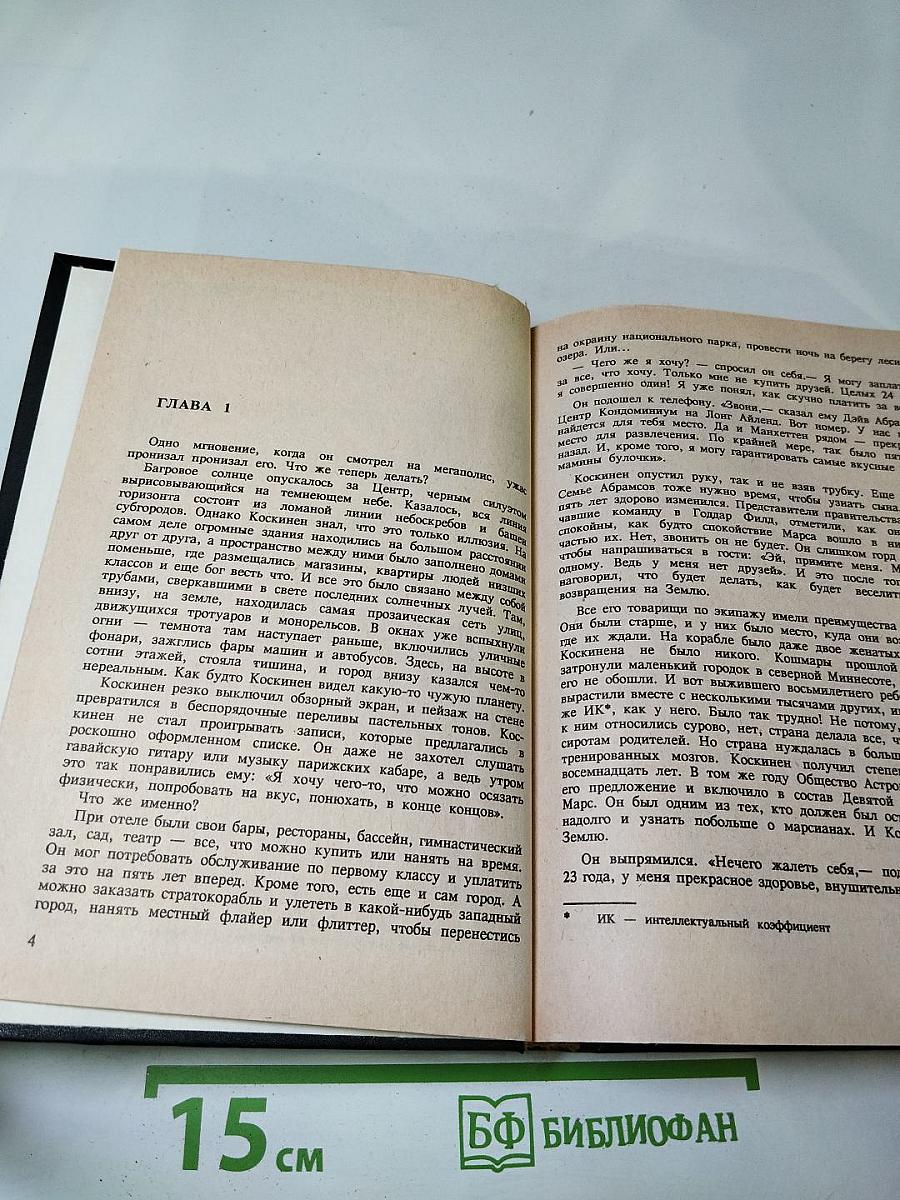 ГЛАВА 1
Одно мгновение, когда он смотрел на мегаполис, ужас
пронизал пронизал его. Что же теперь делать?
Багровое солнце опускалось за Центр, черным силуэтом
вырисовывающийся на темнеющем небе. Казалось, вся линия
горизонта состоит из ломаной линии небоскребов и башен
субгородов. Однако Коскинен знал, что это только иллюзия. На
самом деле огромные здания находились на большом расстоянии
друг от друга, а пространство между ними было заполнено домами
поменьше, где размещались магазины, квартиры людей низших
классов и еще бог весть что. И все это было связано между собой
трубами, сверкавшими в свете последних солнечных лучей. Там,
внизу, на земле, находилась самая прозаическая сеть улиц,
движущихся тротуаров и монорельсов. В окнах уже вспыхнули
огни — темнота там наступает раньше, включились уличные
фонари, зажглись фары машин и автобусов. Здесь, на высоте в
сотни этажей, стояла тишина, и город внизу казался чем-то
нереальным. Как будто Коскинен видел какую-то чужую планету.
Коскинен резко выключил обзорный экран, и пейзаж на стене
превратился в беспорядочные переливы пастельных тонов. Кос-
кинен не стал проигрывать записи, которые предлагались в
роскошно оформленном списке. Он даже не захотел слушать
гавайскую гитару или музыку парижских кабаре, а ведь утром
это так понравились ему: «Я хочу чего-то, что можно осязать
физически, попробовать на вкус, понюхать, в конце концов».
Что же именно?
При отеле были свои бары, рестораны, бассейн, гимнастический
зал, сад, театр — все, что можно купить или нанять на время.
Он мог потребовать обслуживание по первому классу и уплатить
за это на пять лет вперед. Кроме того, есть еще и сам город. А
можно заказать стратокорабль и улететь в какой-нибудь западный
город, нанять местный флайер или флиттер, чтобы перенестись
4
на окраину национального парка, провести ночь на берегу
озера. Или...
— Чего же я хочу? — спросил он себя.— Я могу
за все, что хочу. Только мне не купить друзей. Целых 24
я совершенно один! Я уже понял, как скучно платить за
Он подошел к телефону. «Звони,— сказал ему Дэйв
Центр Кондоминиум на Лонг Айленд. Вот номер. У нас
найдется для тебя место. Да и Манхеттен рядом —
место для развлечения. По крайней мере, так было
назад. И, кроме того, я могу гарантировать самые вкусные
мамины булочки».
Коскинен опустил руку, так и не взяв трубку. Еще
Семье Абрамсов тоже нужно время, чтобы узнать сына.
пять лет здорово изменился. Представители правительства
чавшие команду в Годдар Филд, отметили, как
спокойны, как будто спокойствие Марса вошло в
частью их. Нет, звонить он не будет. Он слишком горд
чтобы напрашиваться в гости: «Эй, примите меня.
одному. Ведь у меня нет друзей». И это после
наговорил, что будет делать, как будет
возвращения на Землю.
Все его товарищи по экипажу имели преимущества
Они были старше, и у них было место, куда они
где их ждали. На корабле было даже двое женатых
Коскинена не было никого. Кошмары прошлой
затронули маленький городок в северной Миннесоте,
его не обошли. И вот выжившего восьмилетнего
вырастили вместе с несколькими тысячами других,
же ИК*, как у него. Было так трудно! Не потому,
к ним относились сурово, нет, страна делала все,
сиротам родителей. Но страна нуждалась в
тренированных мозгов. Коскинен получил
восемнадцать лет. В том же году Общество
его предложение и включило в состав Девятой
Марс. Он был одним из тех, кто должен был
надолго и узнать побольше о марсианах. И
Землю.
Он выпрямился. «Нечего жалеть себя,—
23 года, у меня прекрасное здоровье,
* ИК — интеллектуальный коэффициент
15 см
БФ БИБЛИОФАН